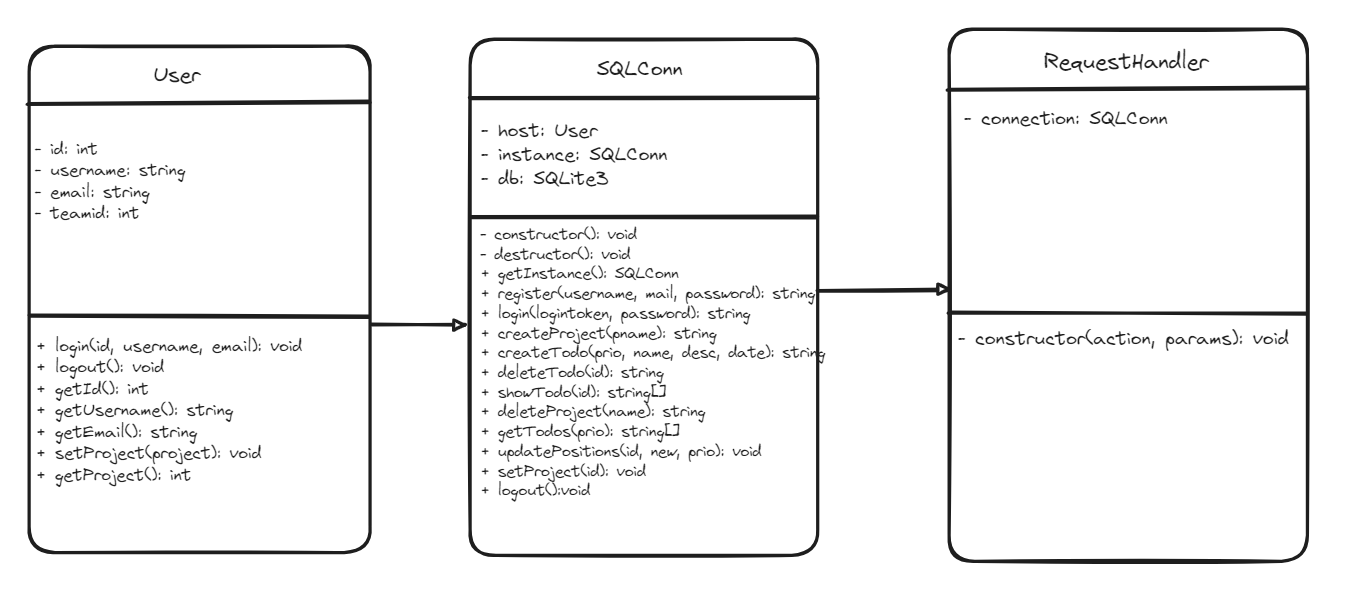 User
- id: int
- username: string
- email: string
- teamid: int
+ login(id, username, email): void
+ logout(): void
+ getId(): int
+ getUsername(): string
+ getEmail(): string
+ setProject(project): void
+ getProject(): int
SQLConn
- host: User
- instance: SQLConn
- db: SQLite3
- constructor(): void
- destructor(): void
+ getInstance(): SQLConn
+ register(username, mail, password): string
+ login(logintoken, password): string
+ createProject(pname): string
+ createTodo(prio, name, desc, date): string
+ deleteTodo(id): string
+ showTodo(id): string[]
+ deleteProject(name): string
+ getTodos(prio): string[]
+ updatePositions(id, new, prio): void
+ setProject(id): void
+ logout():void
RequestHandler
- connection: SQLConn
- constructor(action, params): void